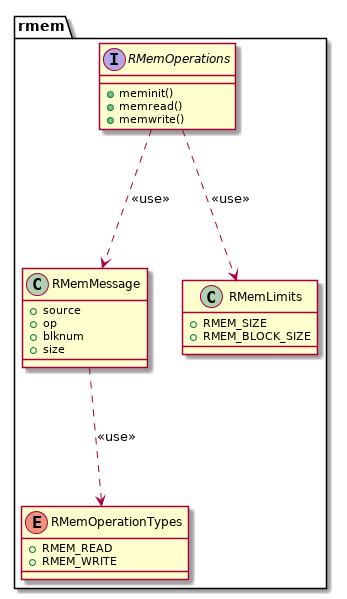 rmem
I RMemOperations
meminit()
memread()
memwrite()
«use»
«use»
C RMemMessage
source
op
blknum
size
C RMemLimits
RMEM_SIZE
RMEM_BLOCK_SIZE
«use»
E RMemOperationTypes
RMEM_READ
RMEM_WRITE